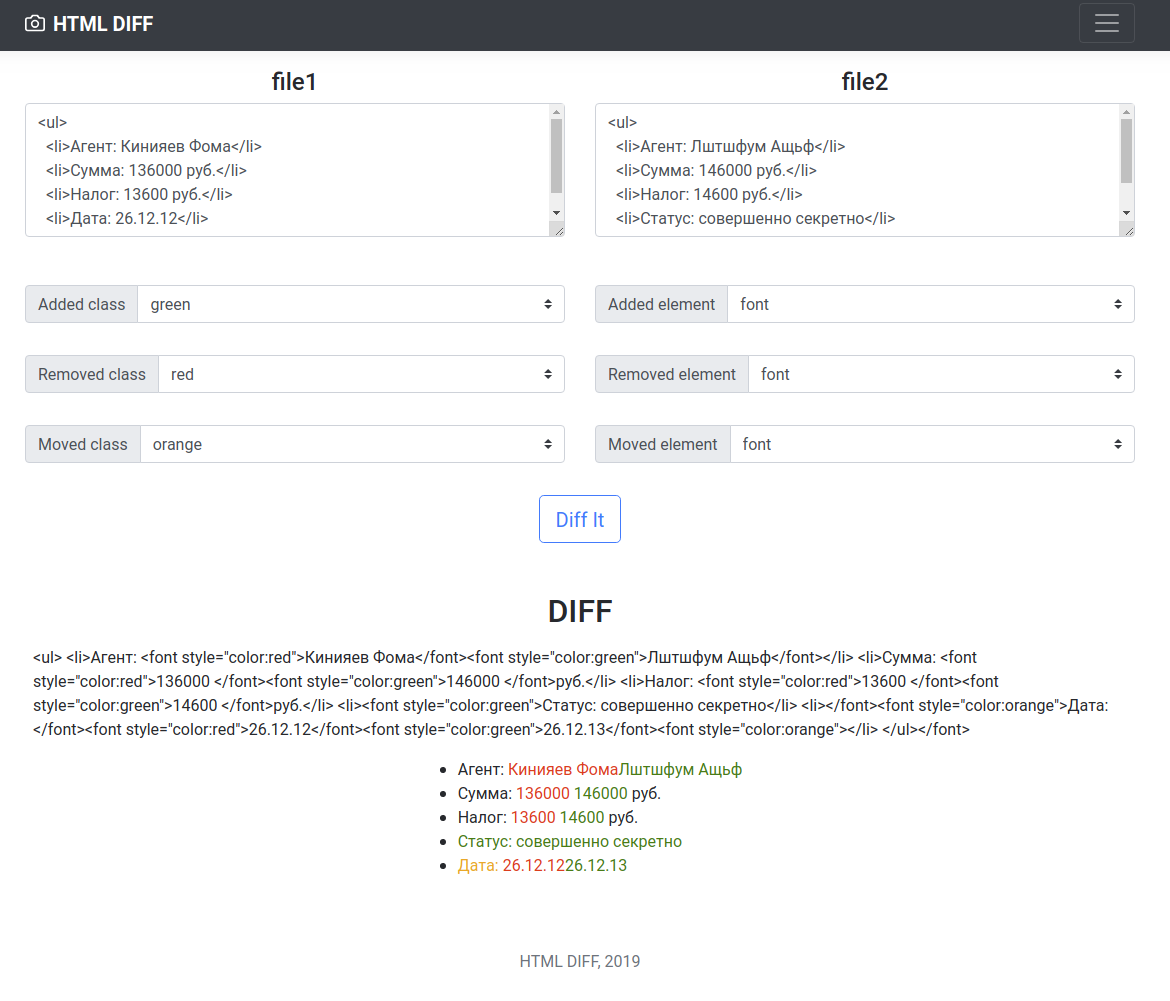 HTML DIFF
file1
<ul>
<li>Агент: Кинияев Фома</li>
<li>Сумма: 136000 руб.</li>
<li>Налог: 13600 руб.</li>
<li>Дата: 26.12.12</li>
file2
<ul>
<li>Агент: Лштшфум Ащьф</li>
<li>Сумма: 146000 руб.</li>
<li>Налог: 14600 руб.</li>
<li>Статус: совершенно секретно</li>
Added class green
Added element font
Removed class red
Removed element font
Moved class orange
Moved element font
Diff It
DIFF
<ul> <li>Агент: <font style="color:red">Кинияев Фома</font><font style="color:green">Лштшфум Ащьф</font></li> <li>Сумма: <font
style="color:red">136000 </font><font style="color:green">146000 </font>руб.</li> <li>Налог: <font style="color:red">13600 </font><font
style="color:green">14600 </font>руб.</li> <li><font style="color:green">Статус: совершенно секретно</li> <li></font><font style="color:orange">Дата:
</font><font style="color:red">26.12.12</font><font style="color:green">26.12.13</font><font style="color:orange"></li> </ul></font>
Агент: Кинияев ФомаЛштшфум Ащьф
Сумма: 136000 146000 руб.
Налог: 13600 14600 руб.
Статус: совершенно секретно
Дата: 26.12.1226.12.13
HTML DIFF, 2019